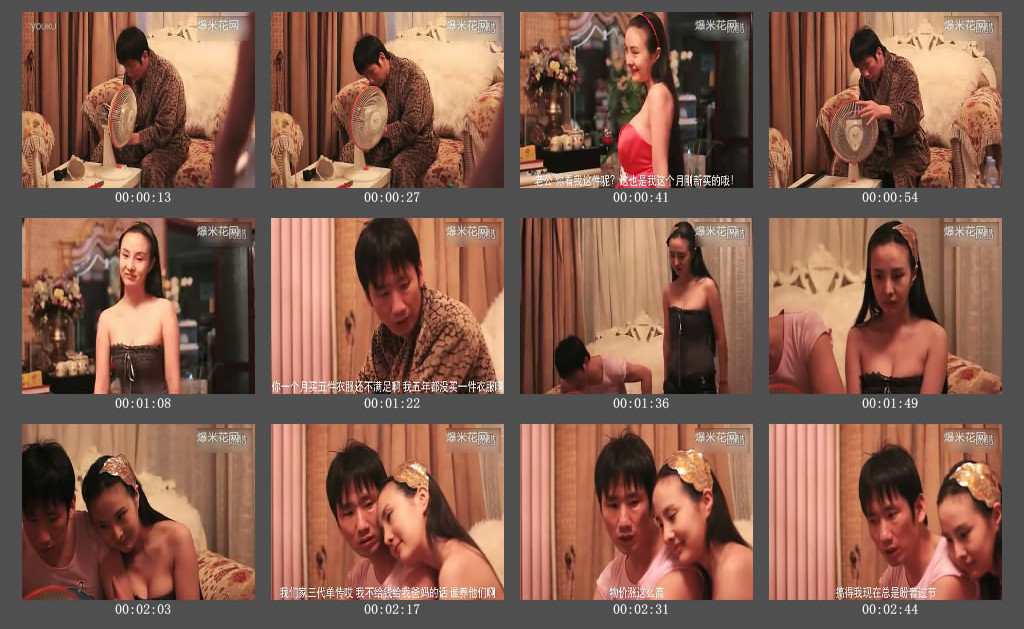 YOUKU
爆米花网
爆米花网
爆米花网
老公 你看我这件呢？这也是我这个月刚新买的哦！
爆米花网
00:00:13
00:00:27
00:00:41
00:00:54
爆米花网
爆米花网
你一个月买五件衣服还不满足啊 我五年都没买一件衣服啊
爆米花网
爆米花网
00:01:08
00:01:22
00:01:36
00:01:49
爆米花网
爆米花网
我们家三代单传哎 我不给钱给我爸妈的话 谁养他们啊
爆米花网
物价涨这么高
爆米花网
搞得我现在总是盼着过节
00:02:03
00:02:17
00:02:31
00:02:44